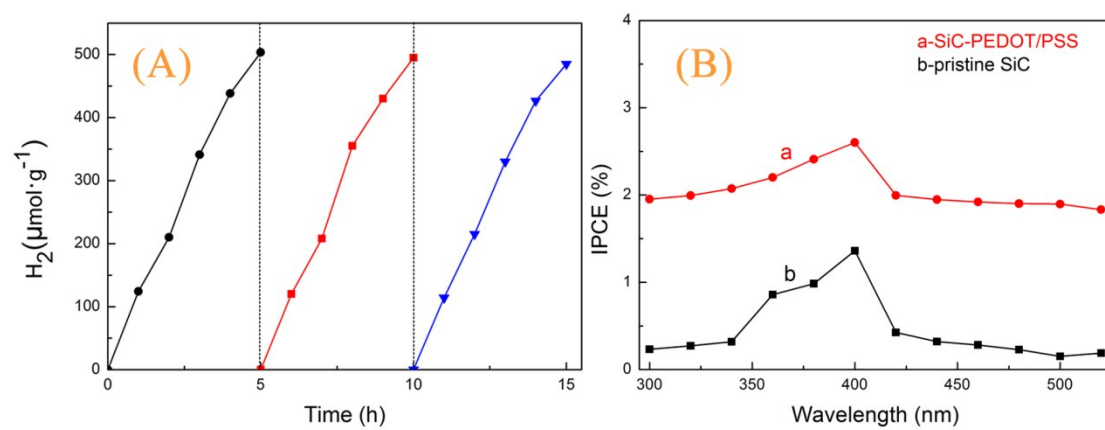 (A)
H₂(μmol·g⁻¹)
500
400
300
200
100
0
0
5
10
15
Time (h)
(B)
a-SiC-PEDOT/PSS
b-pristine SiC
a
b
IPCE (%)
4
3
2
1
0
300
350
400
450
500
Wavelength (nm)